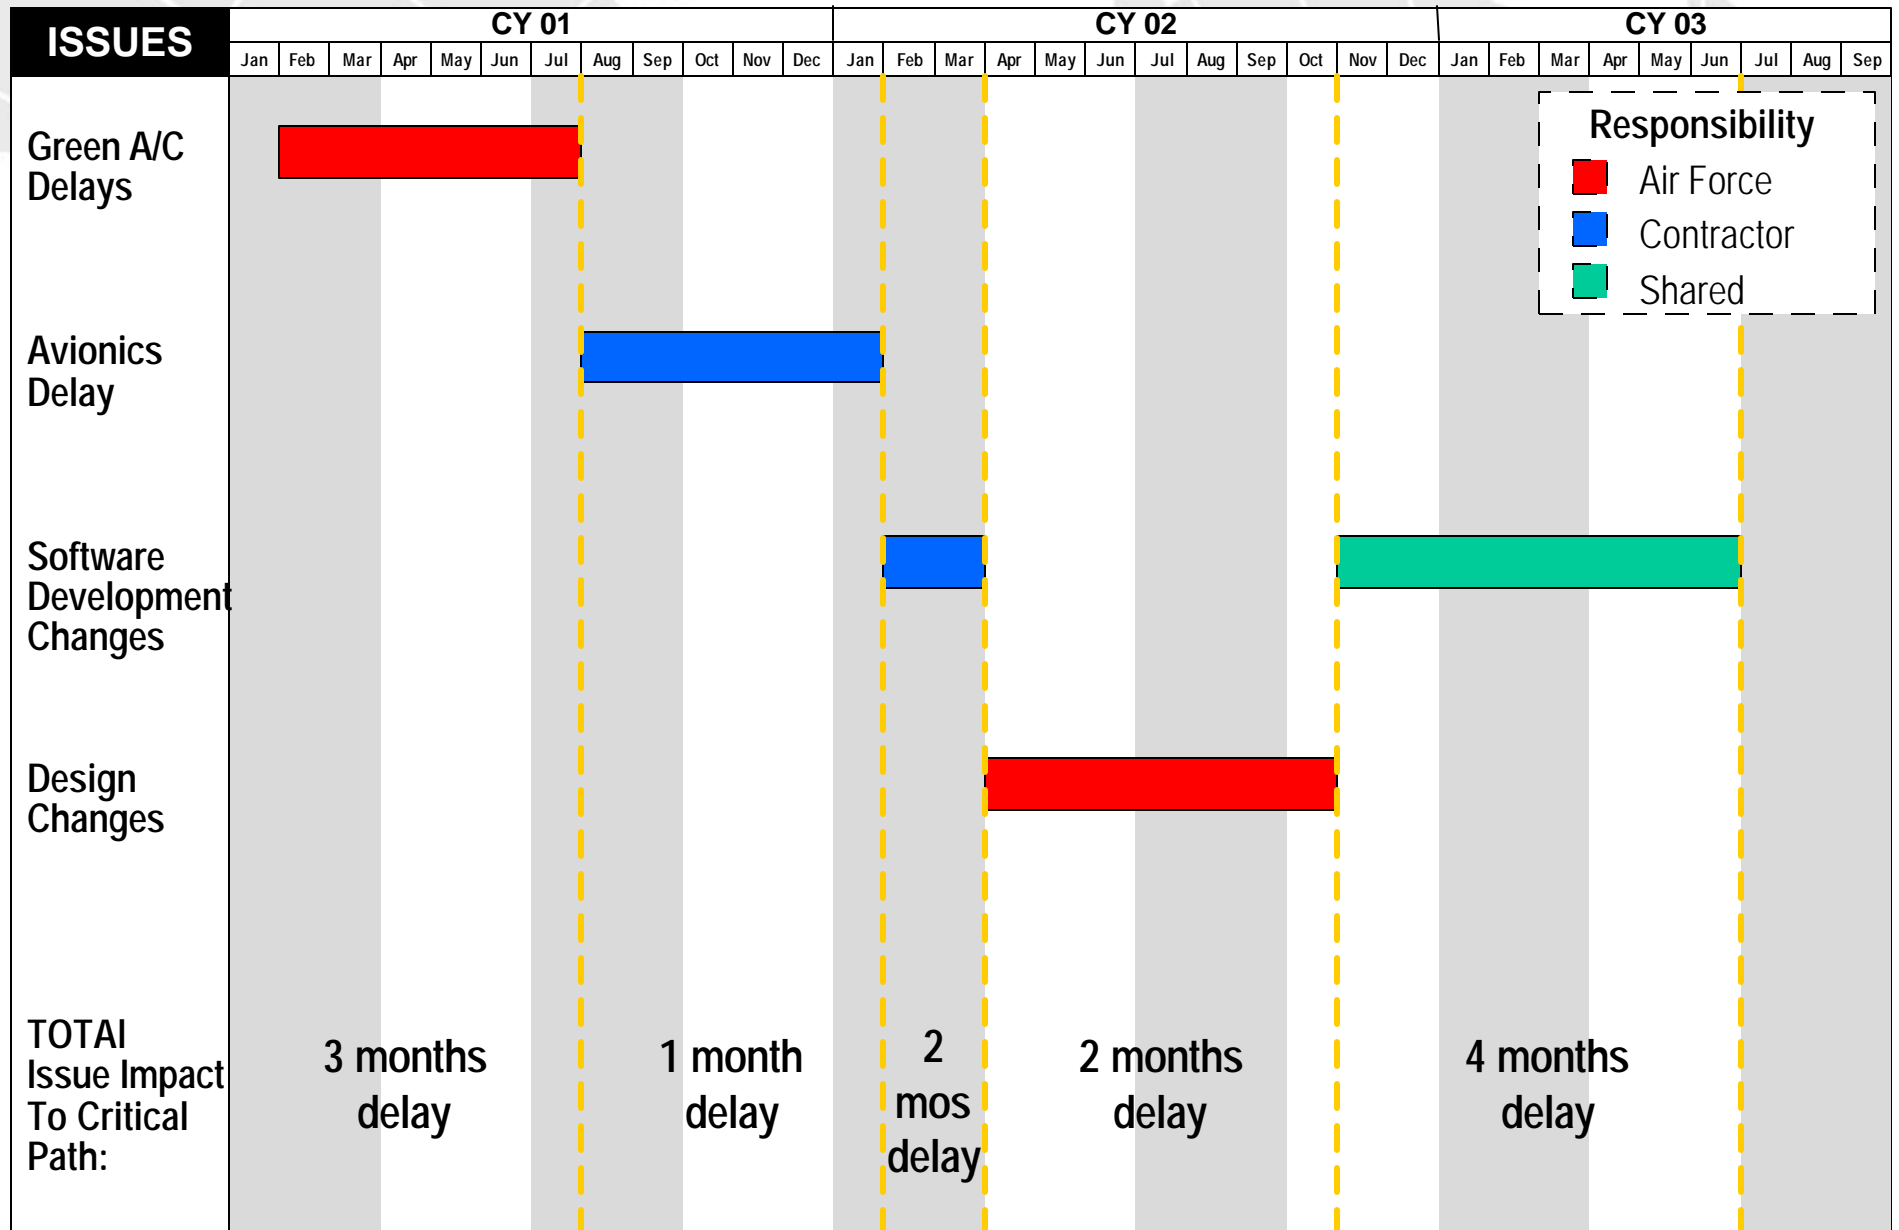 ISSUES
CY 01
CY 02
CY 03
Jan Feb Mar Apr May Jun Jul Aug Sep Oct Nov Dec Jan Feb Mar Apr May Jun Jul Aug Sep Oct Nov Dec Jan Feb Mar Apr May Jun Jul Aug Sep
Responsibility
Air Force
Contractor
Shared
Green A/C
Delays
Avionics
Delay
Software
Development
Changes
Design
Changes
TOTAl
Issue Impact
To Critical
Path:
3 months
delay
1 month
delay
2
mos
delay
2 months
delay
4 months
delay